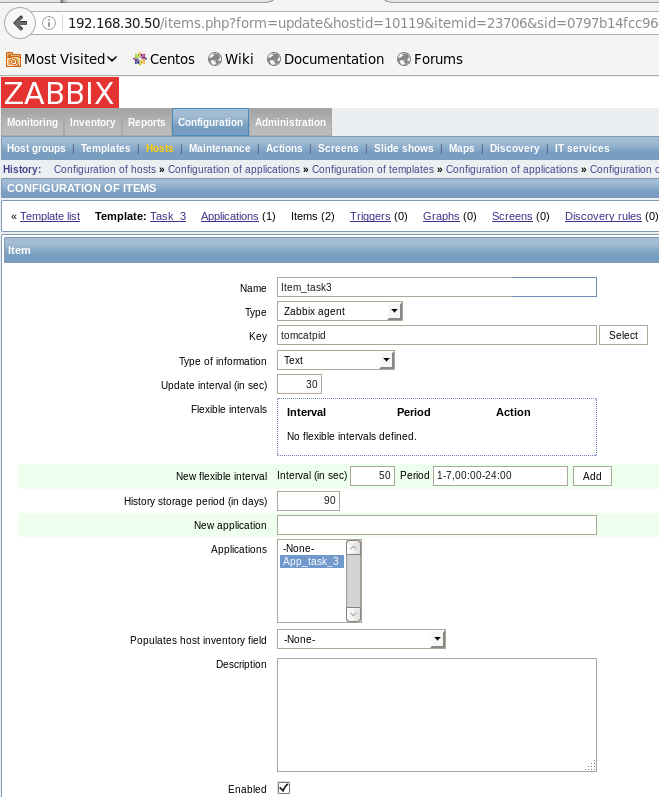 192.168.30.50/items.php?form=update&hostid=10119&itemid=23706&sid=0797b14fcc96
Most Visited Centos Wiki Documentation Forums
ZABBIX
Monitoring Inventory Reports Configuration Administration
Host groups | Templates | Hosts | Maintenance | Actions | Screens | Slide shows | Maps | Discovery | IT services
History: Configuration of hosts » Configuration of applications » Configuration of templates » Configuration of applications » Configuration o
CONFIGURATION OF ITEMS
« Template list Template: Task_3 Applications (1) Items (2) Triggers (0) Graphs (0) Screens (0) Discovery rules (0)
Item
Name Item_task3
Type Zabbix agent
Key tomcatpid Select
Type of information Text
Update interval (in sec) 30
Flexible intervals Interval Period Action
No flexible intervals defined.
New flexible interval Interval (in sec) 50 Period 1-7,00:00-24:00 Add
History storage period (in days) 90
New application
Applications -None-
App_task_3
Populates host inventory field -None-
Description
Enabled